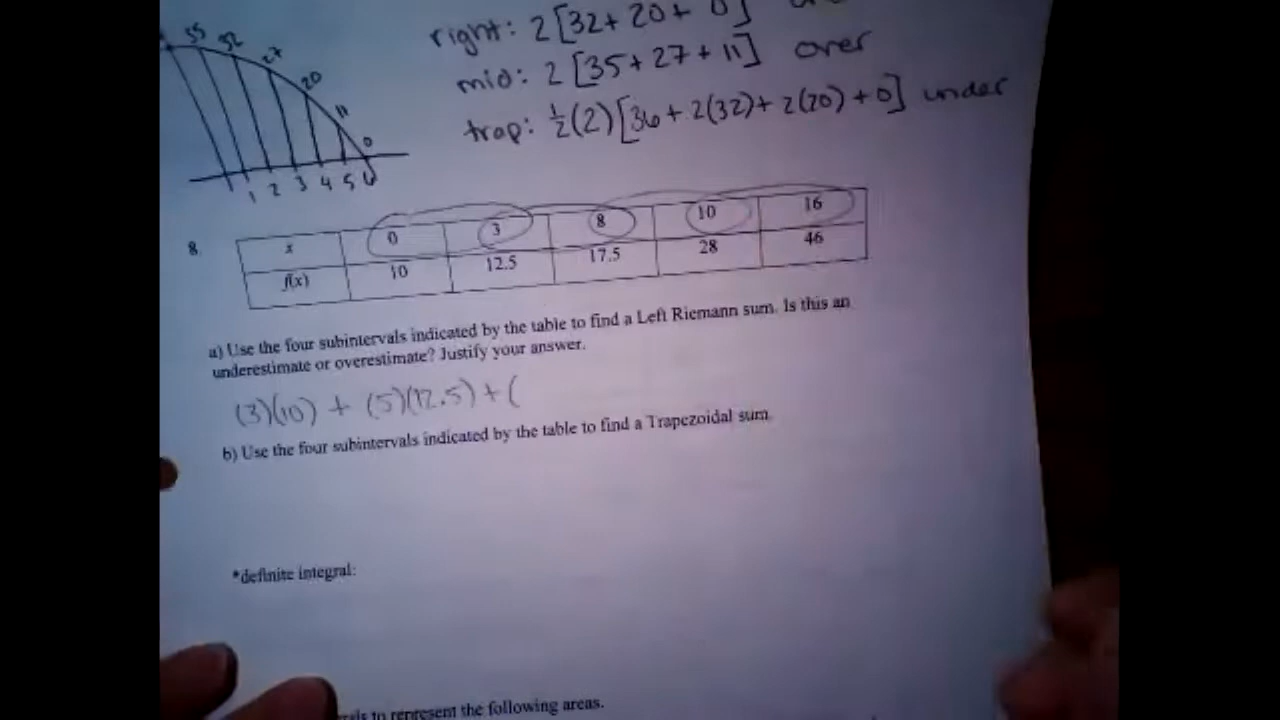 right: 2[32+20+0]
mid: 2[35+27+11] over
trap: ½(2)[36+2(32)+2(20)+0] under
35 32 27 20 11 0
1 2 3 4 5 6
8.
x 0 3 8 10 16
f(x) 10 12.5 17.5 28 46
a) Use the four subintervals indicated by the table to find a Left Riemann sum. Is this an
underestimate or overestimate? Justify your answer.
(3)(10) + (5)(12.5) + (
b) Use the four subintervals indicated by the table to find a Trapezoidal sum.
*definite integral:
to represent the following areas.